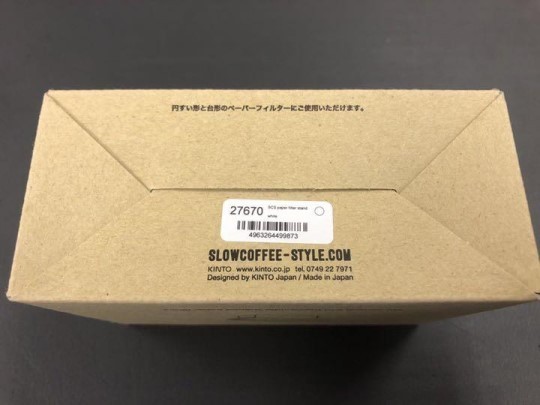 円すい形と台形のペーパーフィルターにご使用いただけます。
27670 SCS paper filter stand
white
4963264499873
SLOWCOFFEE-STYLE.COM
KINTO www.kinto.co.jp tel. 0749 22 7971
Designed by KINTO Japan / Made in Japan